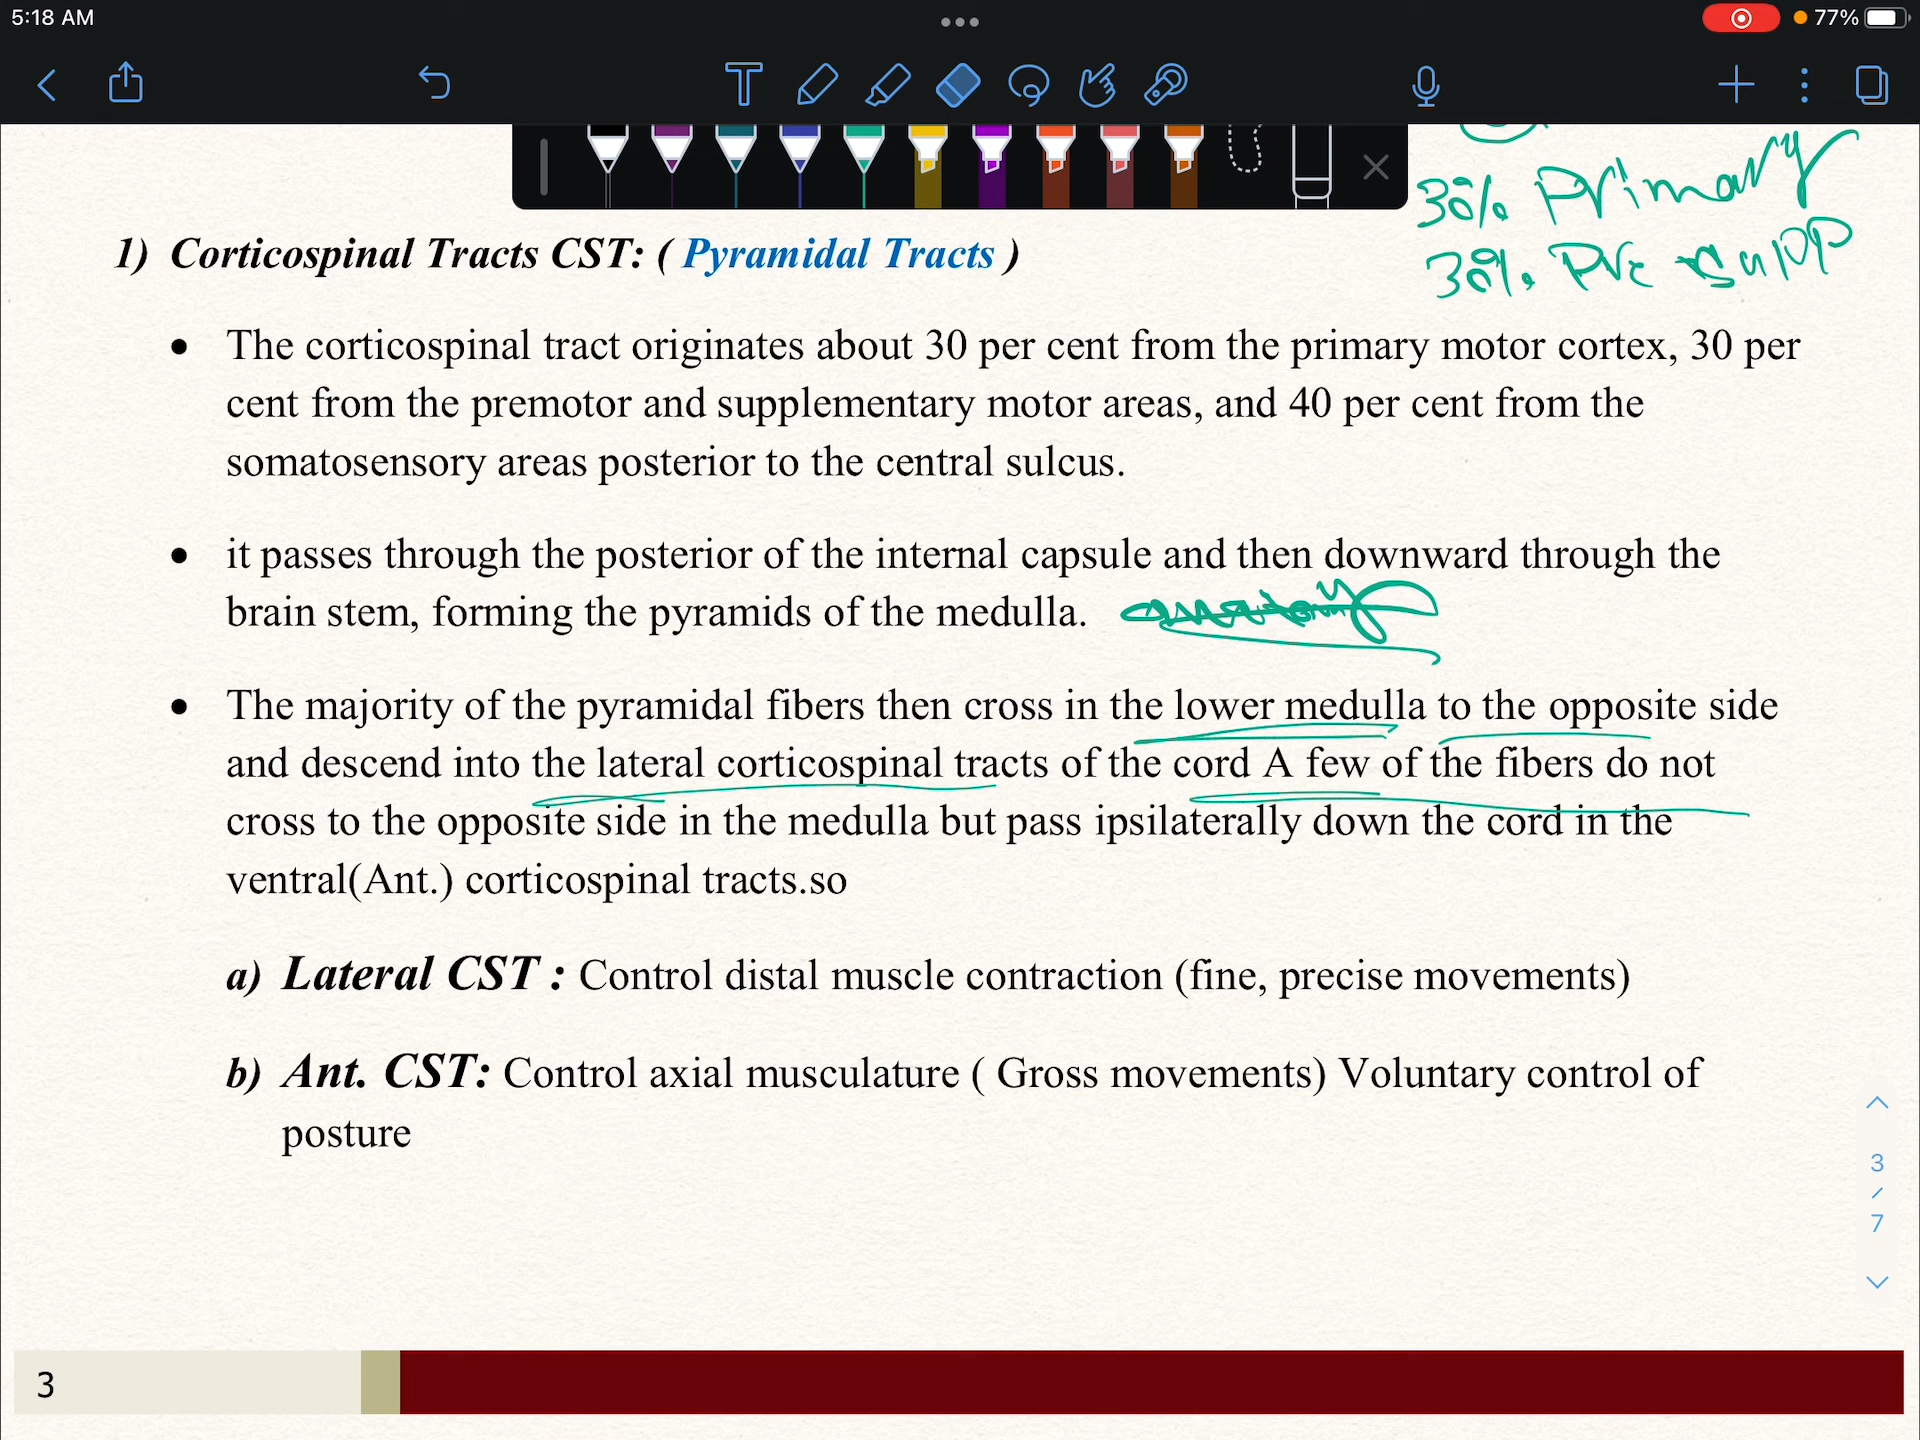 5:18 AM
77%
30% Primary
30% Pre supp
1) Corticospinal Tracts CST: ( Pyramidal Tracts )
• The corticospinal tract originates about 30 per cent from the primary motor cortex, 30 per
cent from the premotor and supplementary motor areas, and 40 per cent from the
somatosensory areas posterior to the central sulcus.
• it passes through the posterior of the internal capsule and then downward through the
brain stem, forming the pyramids of the medulla. anatomy
• The majority of the pyramidal fibers then cross in the lower medulla to the opposite side
and descend into the lateral corticospinal tracts of the cord A few of the fibers do not
cross to the opposite side in the medulla but pass ipsilaterally down the cord in the
ventral(Ant.) corticospinal tracts.so
a) Lateral CST : Control distal muscle contraction (fine, precise movements)
b) Ant. CST: Control axial musculature ( Gross movements) Voluntary control of
posture
3
/
7
3